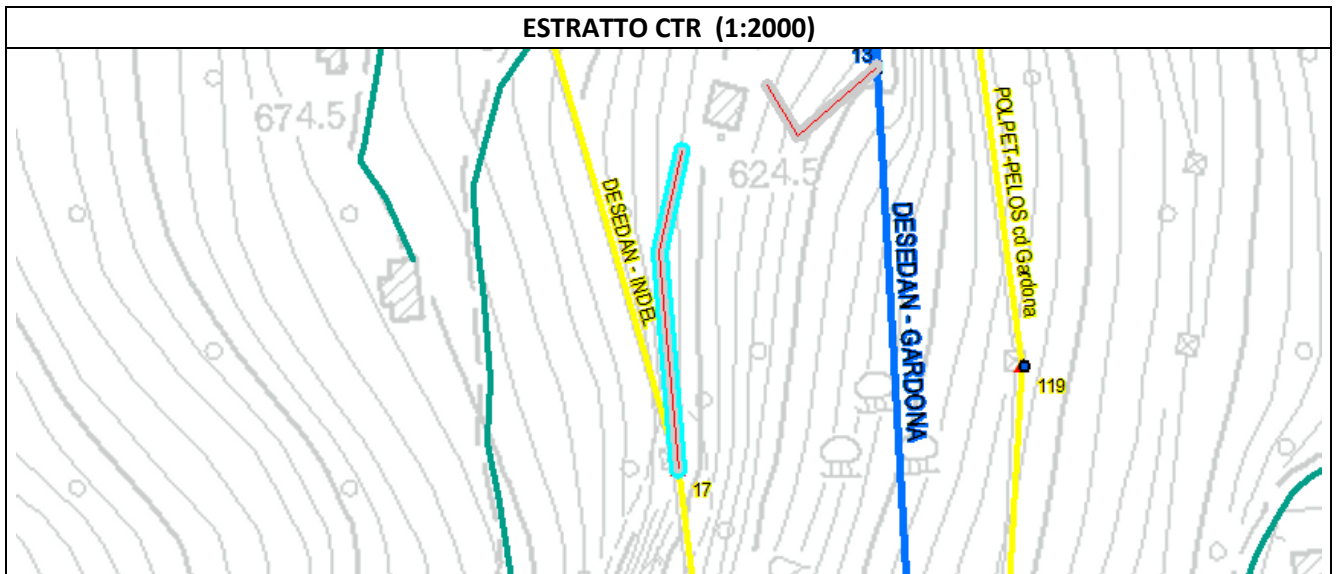 ESTRATTO CTR (1:2000)
13
674.5
624.5
POLPET-PELOS cd Gardona
DESEDAN - INDEL
DESEDAN - GARDONA
119
17